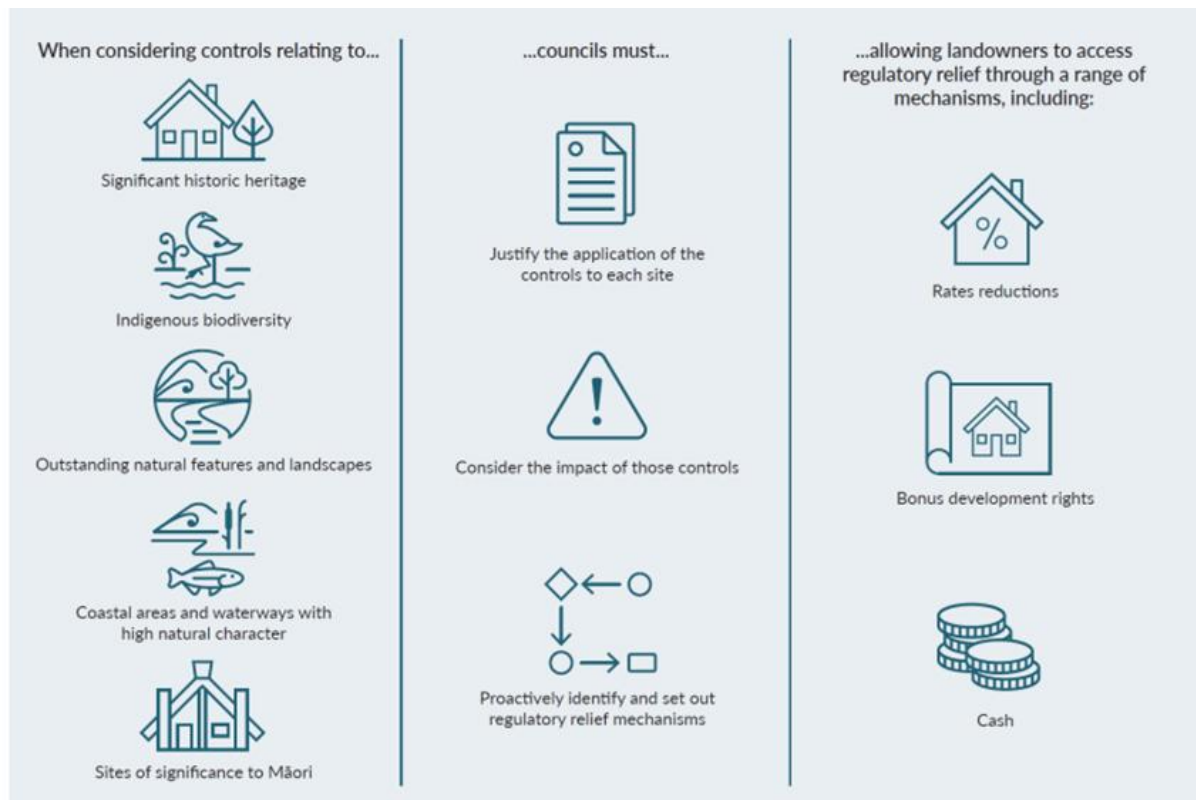 When considering controls relating to...
Significant historic heritage
Indigenous biodiversity
Outstanding natural features and landscapes
Coastal areas and waterways with
high natural character
Sites of significance to Māori
...councils must...
Justify the application of the
controls to each site
Consider the impact of those controls
Proactively identify and set out
regulatory relief mechanisms
...allowing landowners to access
regulatory relief through a range of
mechanisms, including:
%
Rates reductions
Bonus development rights
Cash